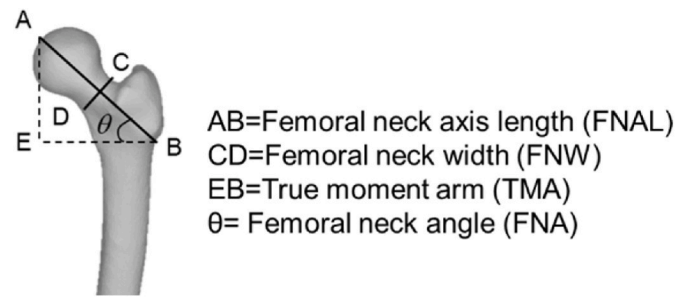 A
C
D
θ
E
B
AB=Femoral neck axis length (FNAL)
CD=Femoral neck width (FNW)
EB=True moment arm (TMA)
θ= Femoral neck angle (FNA)